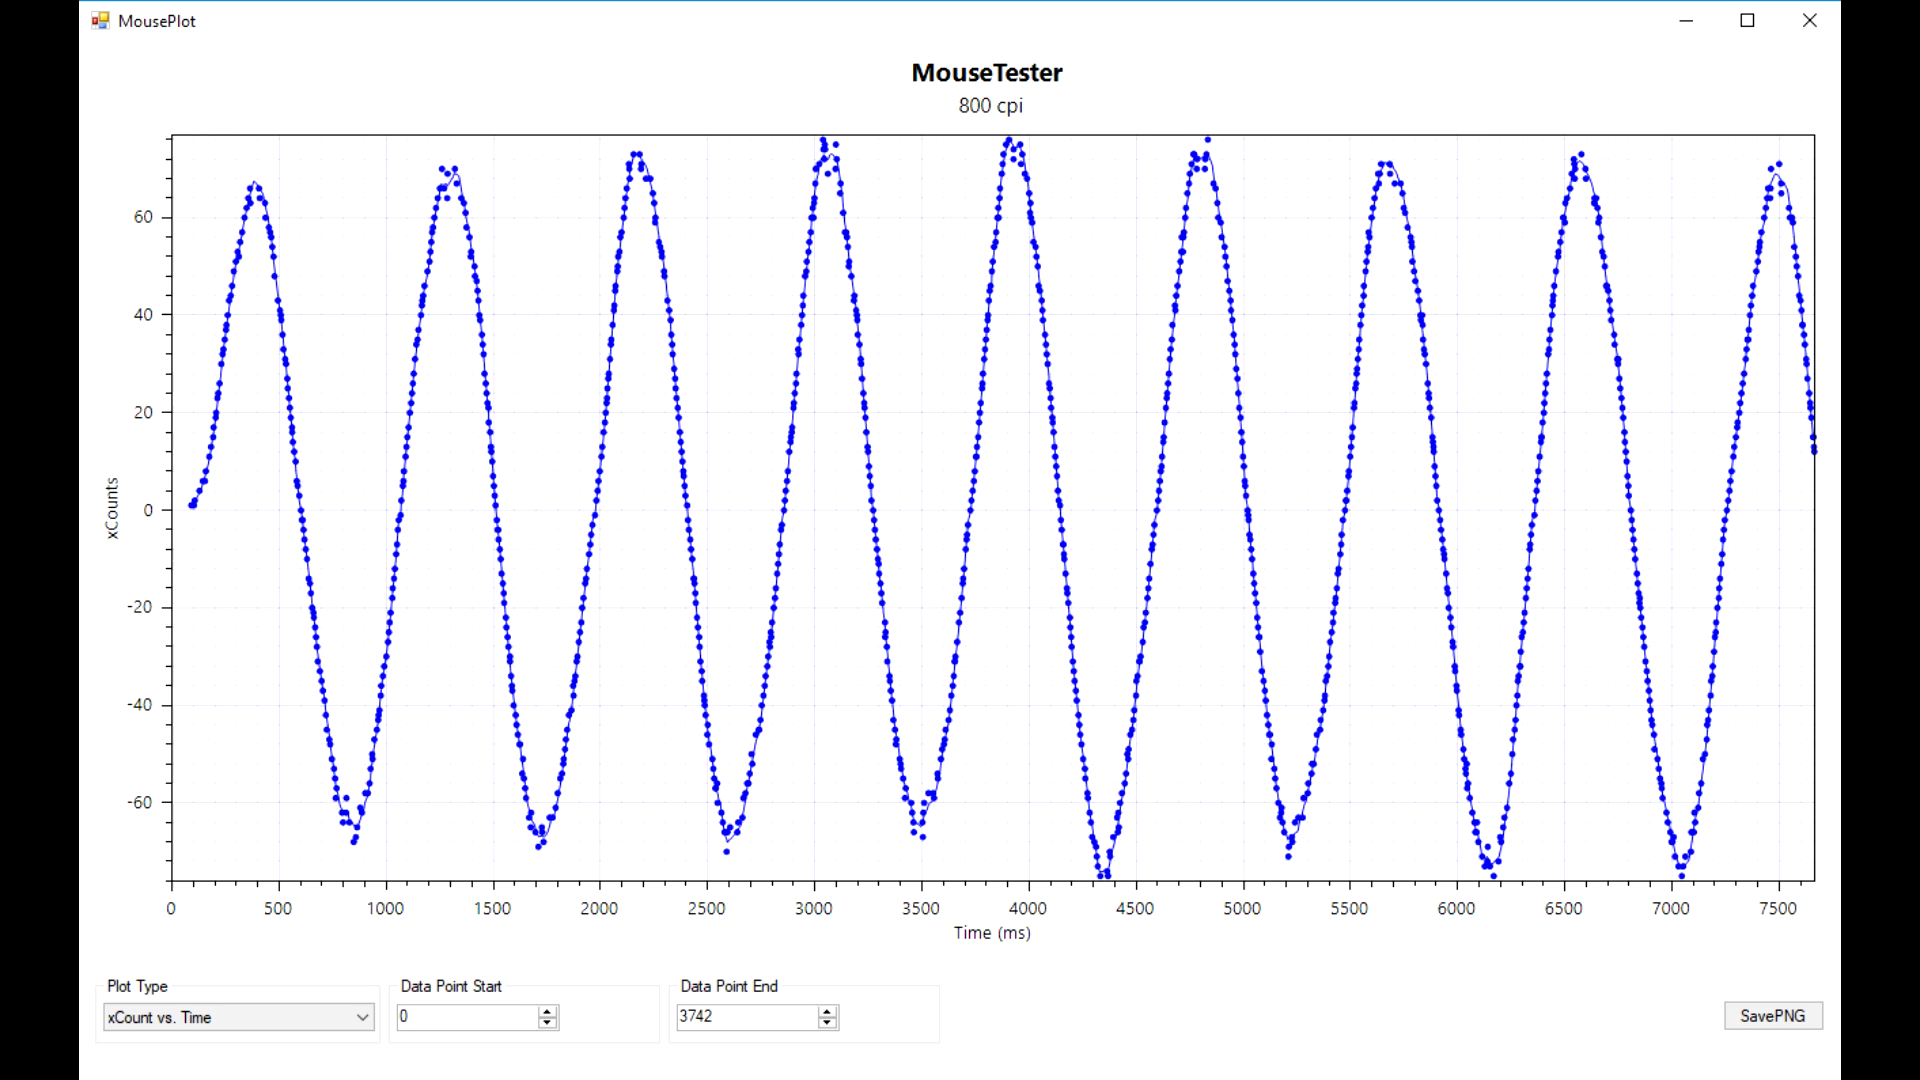 MousePlot
MouseTester
800 cpi
60
40
20
0
-20
-40
-60
xCounts
0 500 1000 1500 2000 2500 3000 3500 4000 4500 5000 5500 6000 6500 7000 7500
Time (ms)
Plot Type Data Point Start Data Point End
xCount vs. Time 0 3742 SavePNG